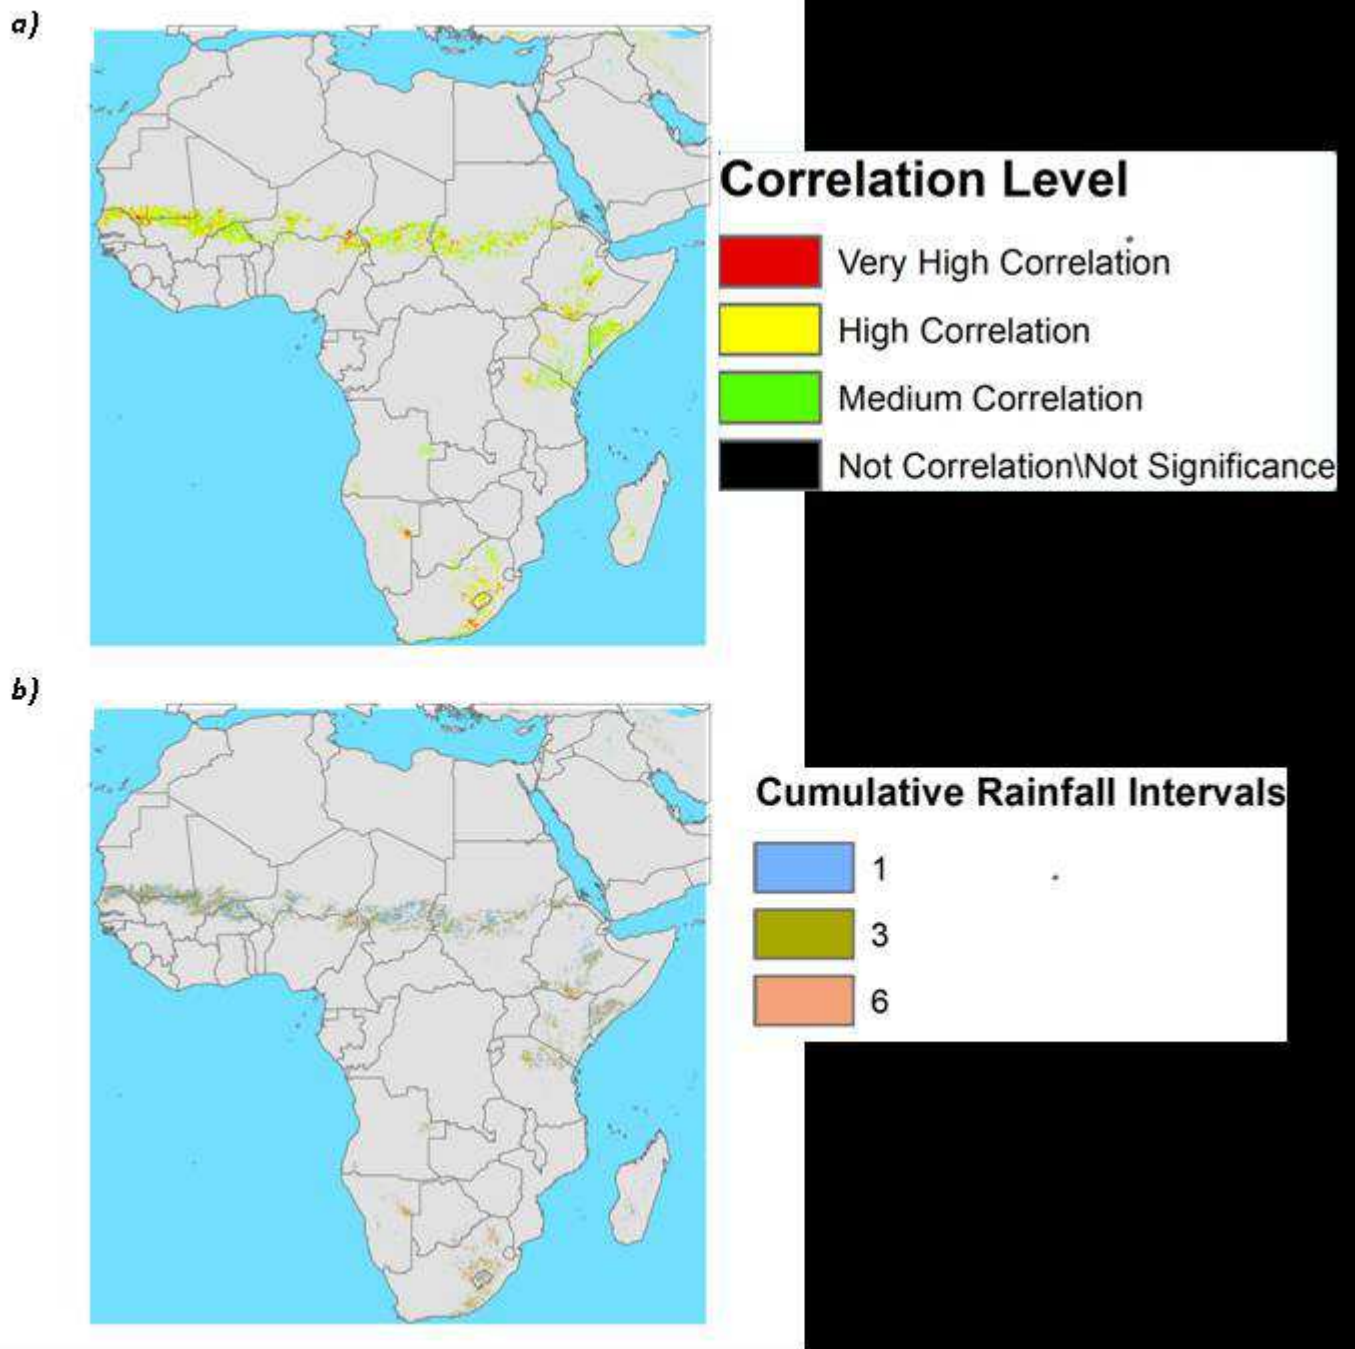 a)
Correlation Level
Very High Correlation
High Correlation
Medium Correlation
Not Correlation\Not Significance
b)
Cumulative Rainfall Intervals
1
3
6